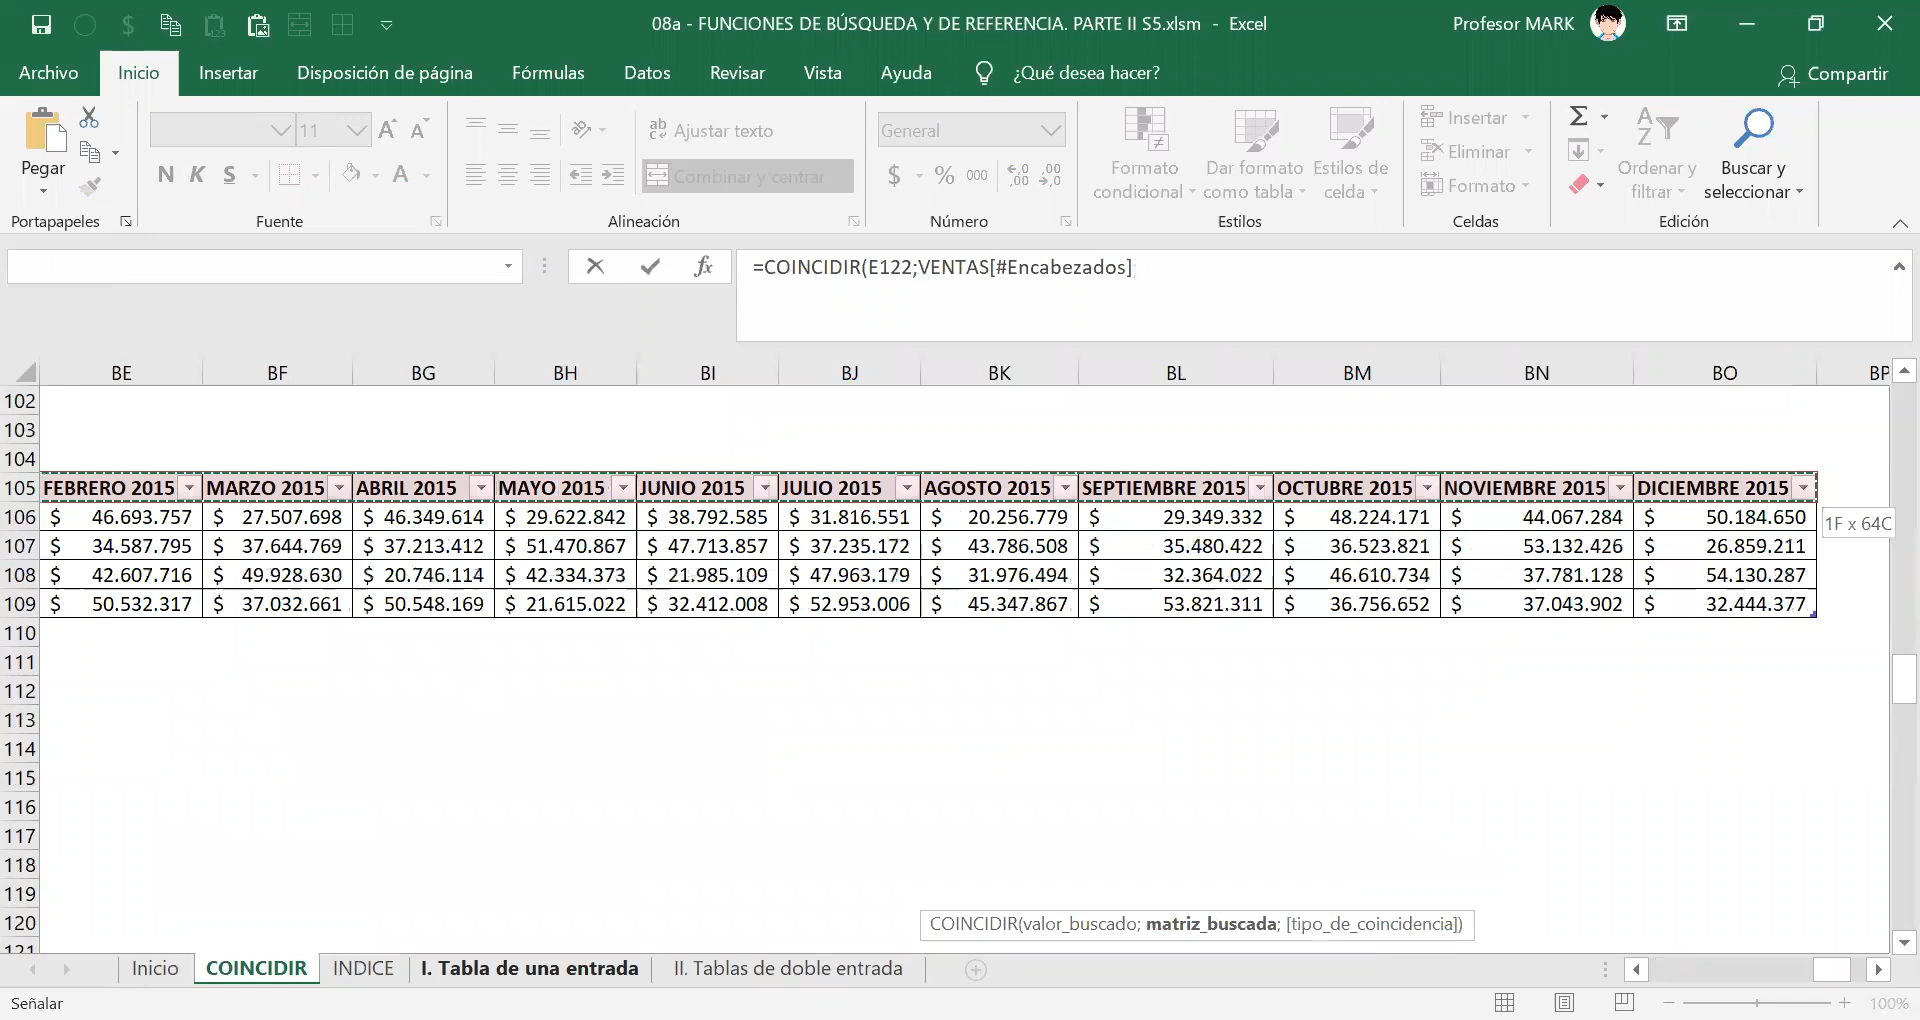 08a - FUNCIONES DE BÚSQUEDA Y DE REFERENCIA. PARTE II S5.xlsm - Excel
Profesor MARK
Archivo Inicio Insertar Disposición de página Fórmulas Datos Revisar Vista Ayuda ¿Qué desea hacer? Compartir
Pegar
Portapapeles
11
N K S
Fuente
Ajustar texto
Combinar y centrar
Alineación
General
$ % 000
Número
Formato condicional
Dar formato como tabla
Estilos de celda
Estilos
Insertar
Eliminar
Formato
Celdas
Ordenar y filtrar
Buscar y seleccionar
Edición
=COINCIDIR(E122;VENTAS[#Encabezados]
BE BF BG BH BI BJ BK BL BM BN BO BP
102
103
104
105 FEBRERO 2015 MARZO 2015 ABRIL 2015 MAYO 2015 JUNIO 2015 JULIO 2015 AGOSTO 2015 SEPTIEMBRE 2015 OCTUBRE 2015 NOVIEMBRE 2015 DICIEMBRE 2015
106 $ 46.693.757 $ 27.507.698 $ 46.349.614 $ 29.622.842 $ 38.792.585 $ 31.816.551 $ 20.256.779 $ 29.349.332 $ 48.224.171 $ 44.067.284 $ 50.184.650
1F x 64C
107 $ 34.587.795 $ 37.644.769 $ 37.213.412 $ 51.470.867 $ 47.713.857 $ 37.235.172 $ 43.786.508 $ 35.480.422 $ 36.523.821 $ 53.132.426 $ 26.859.211
108 $ 42.607.716 $ 49.928.630 $ 20.746.114 $ 42.334.373 $ 21.985.109 $ 47.963.179 $ 31.976.494 $ 32.364.022 $ 46.610.734 $ 37.781.128 $ 54.130.287
109 $ 50.532.317 $ 37.032.661 $ 50.548.169 $ 21.615.022 $ 32.412.008 $ 52.953.006 $ 45.347.867 $ 53.821.311 $ 36.756.652 $ 37.043.902 $ 32.444.377
110
111
112
113
114
115
116
117
118
119
120
COINCIDIR(valor_buscado; matriz_buscada; [tipo_de_coincidencia])
121
Inicio COINCIDIR INDICE I. Tabla de una entrada II. Tablas de doble entrada
Señalar
100%